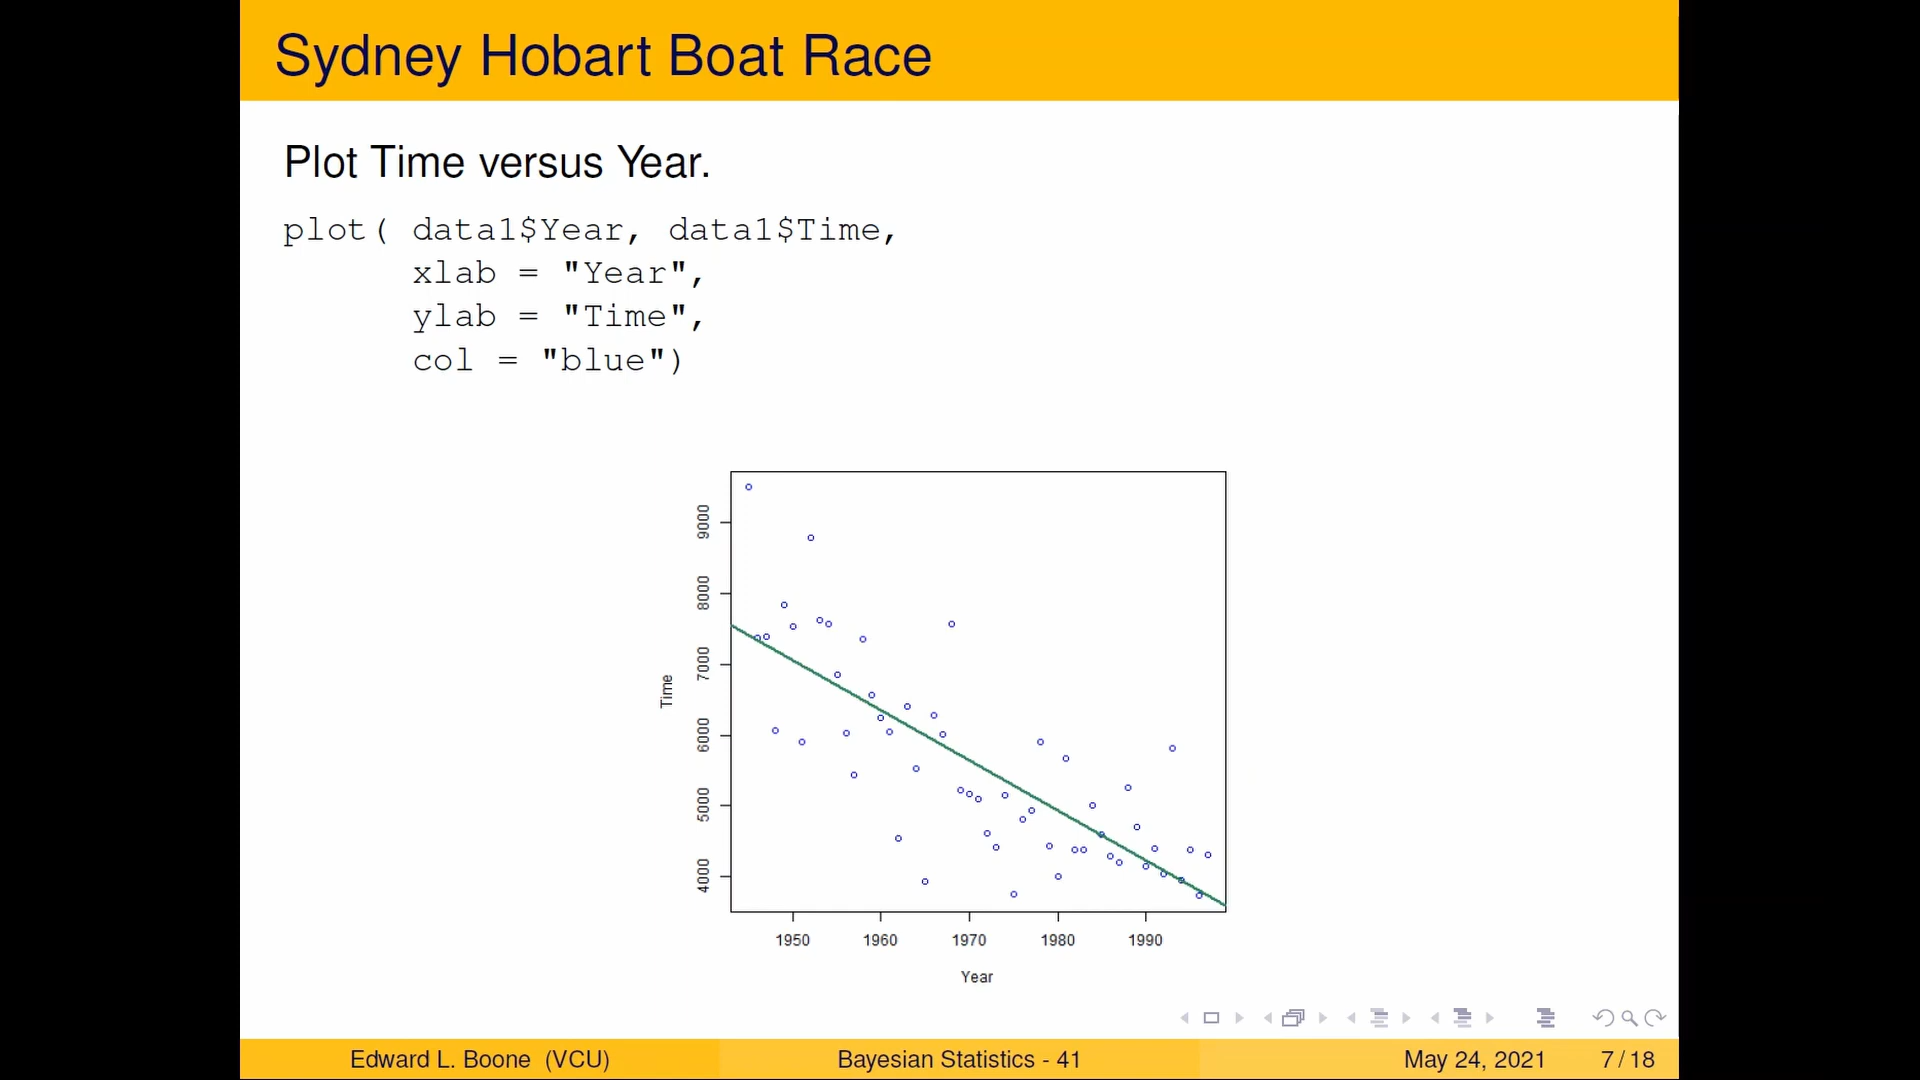 Sydney Hobart Boat Race
Plot Time versus Year.
plot( data1$Year, data1$Time,
xlab = "Year",
ylab = "Time",
col = "blue")
9000
8000
7000
6000
5000
4000
Time
1950 1960 1970 1980 1990
Year
Edward L. Boone (VCU) Bayesian Statistics - 41 May 24, 2021 7 / 18